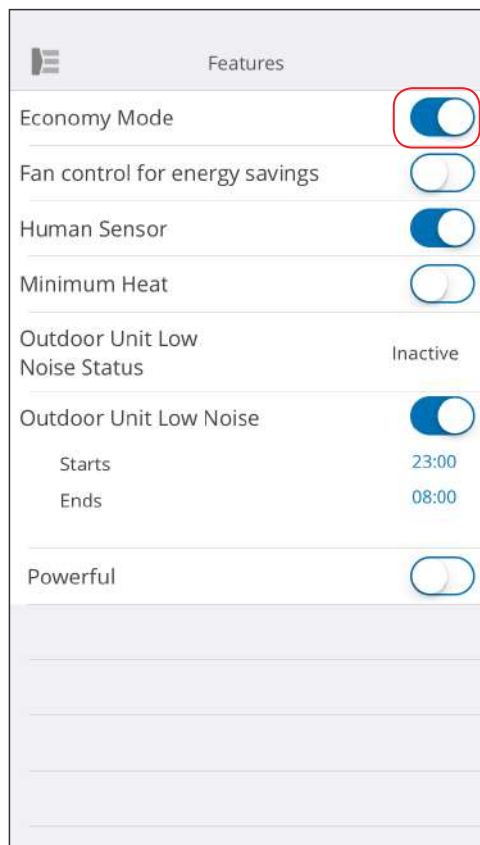 Features
Economy Mode
Fan control for energy savings
Human Sensor
Minimum Heat
Outdoor Unit Low
Noise Status
Inactive
Outdoor Unit Low Noise
Starts 23:00
Ends 08:00
Powerful